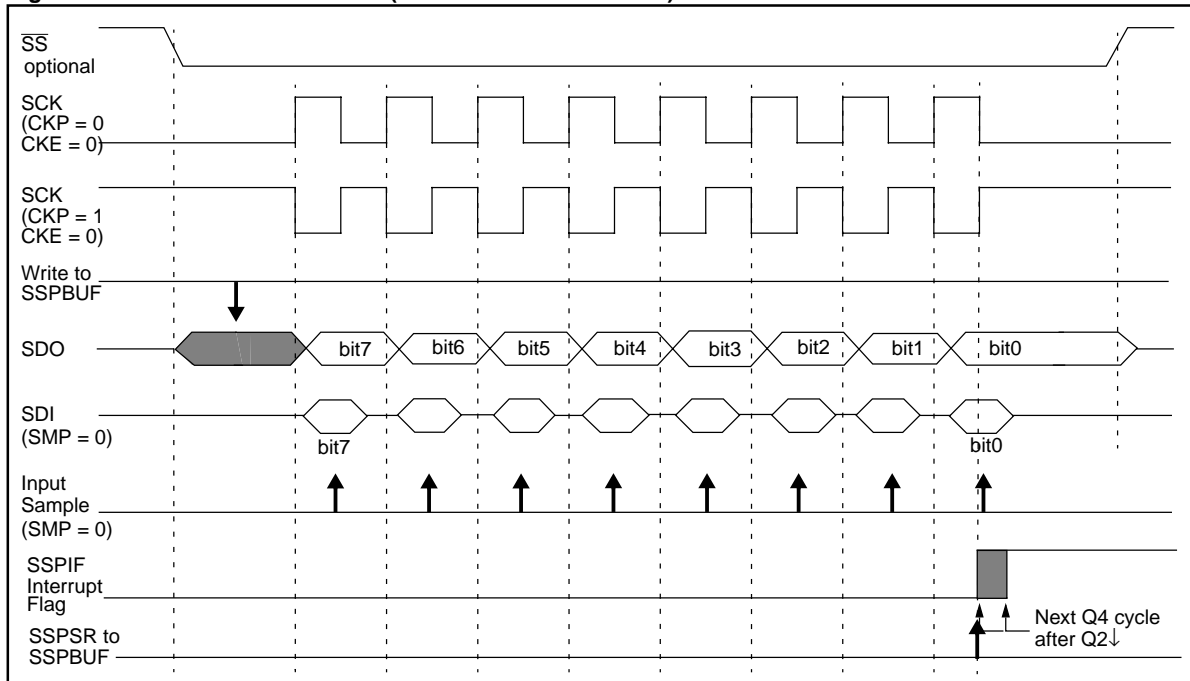 SS
optional
SCK
(CKP = 0
CKE = 0)
SCK
(CKP = 1
CKE = 0)
Write to
SSPBUF
SDO
bit7 bit6 bit5 bit4 bit3 bit2 bit1 bit0
SDI
(SMP = 0)
bit7 bit0
Input
Sample
(SMP = 0)
SSPIF
Interrupt
Flag
SSPSR to
SSPBUF
Next Q4 cycle
after Q2↓